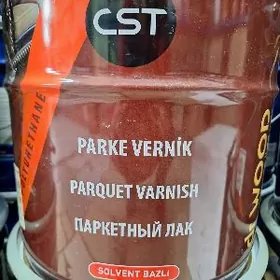 CST
PARKE VERNİK
PARQUET VARNISH
ПАРКЕТНЫЙ ЛАК
SOLVENT BAZLI